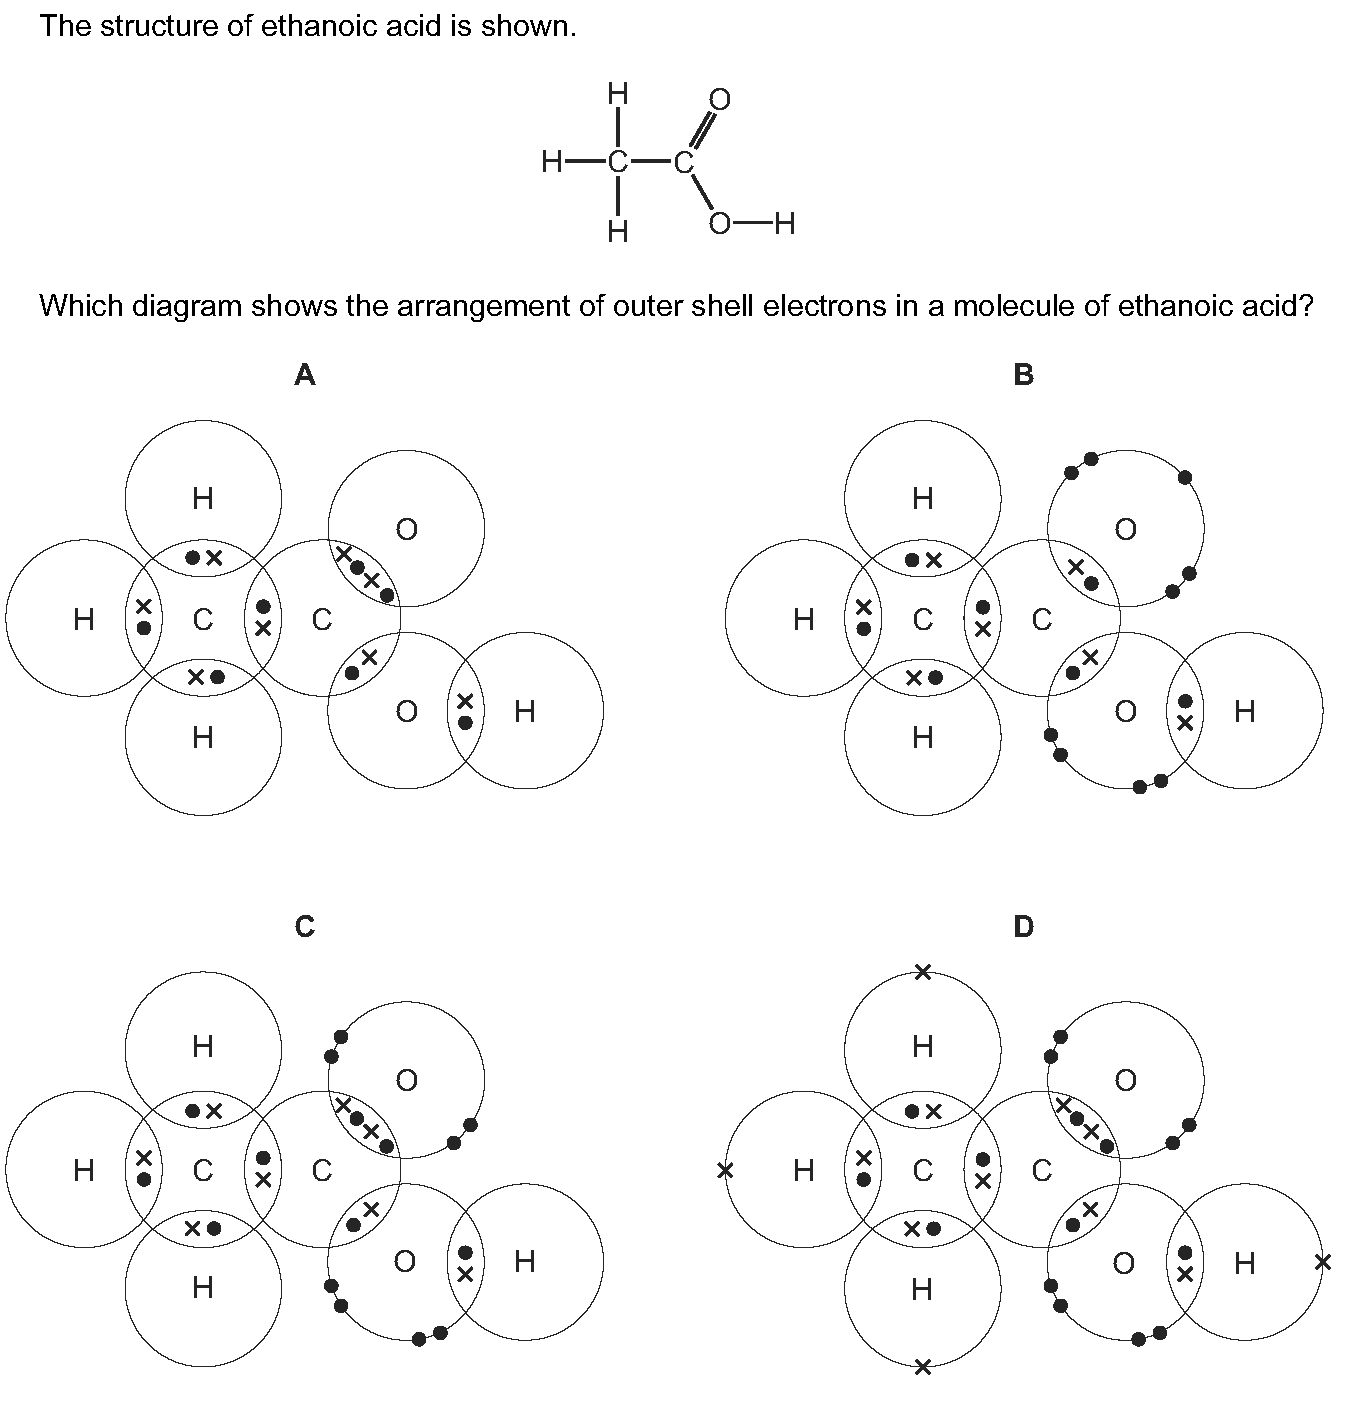 The structure of ethanoic acid is shown.
H O
H C C
H O H
Which diagram shows the arrangement of outer shell electrons in a molecule of ethanoic acid?
A B
H O H O
H C C H C C
H O H H O H
C D
H O H O
H C C H C C
H O H H O H